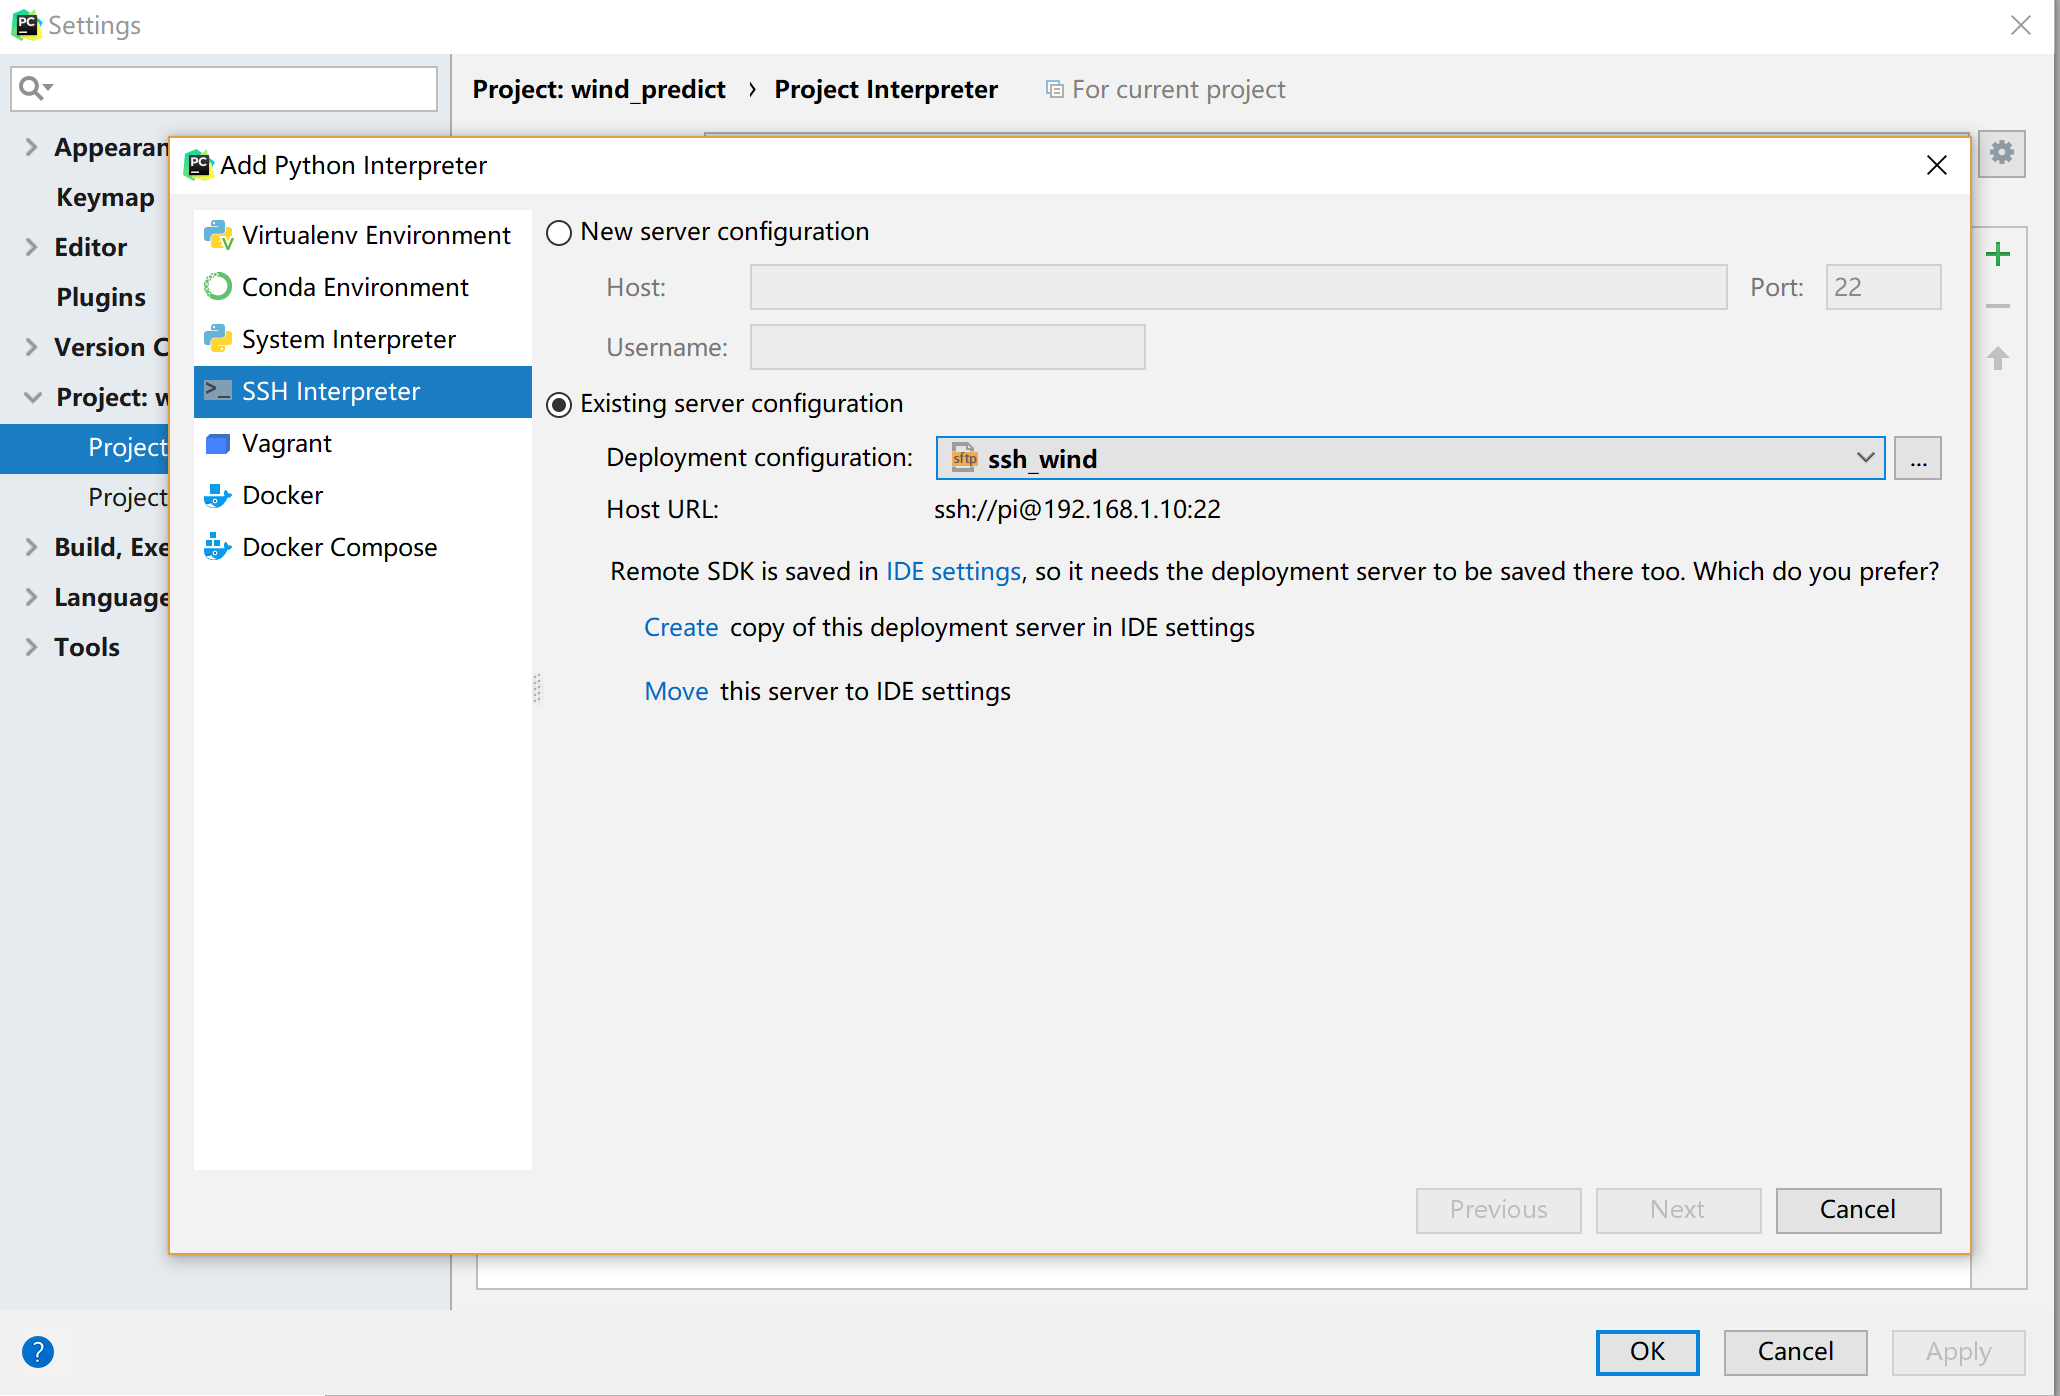 Settings
Project: wind_predict › Project Interpreter For current project
Appearan
Keymap
Editor
Plugins
Version C
Project: w
Project
Project
Build, Exe
Language
Tools
Add Python Interpreter
Virtualenv Environment
Conda Environment
System Interpreter
SSH Interpreter
Vagrant
Docker
Docker Compose
New server configuration
Host: Port: 22
Username:
Existing server configuration
Deployment configuration: sftp ssh_wind ...
Host URL: ssh://pi@192.168.1.10:22
Remote SDK is saved in IDE settings, so it needs the deployment server to be saved there too. Which do you prefer?
Create copy of this deployment server in IDE settings
Move this server to IDE settings
Previous Next Cancel
? OK Cancel Apply